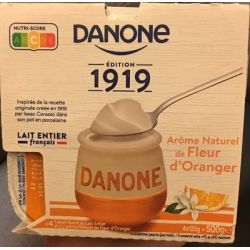 NUTRI-SCORE
A B C D E
DANONE
ÉDITION
1919
Inspirée de la recette
originale créée en 1919
par Isaac Carasso dans
son pot en porcelaine
LAIT ENTIER
français
Arôme Naturel
de Fleur
d'Oranger
DANONE
4x125g = 500g